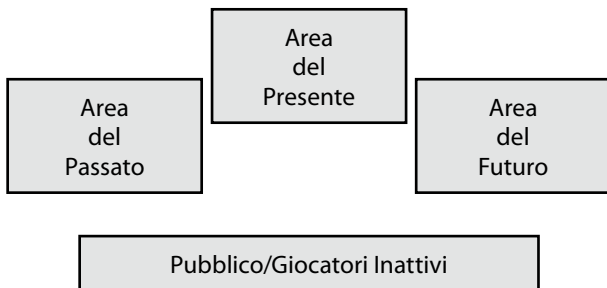 Area
del
Presente
Area
del
Passato
Area
del
Futuro
Pubblico/Giocatori Inattivi